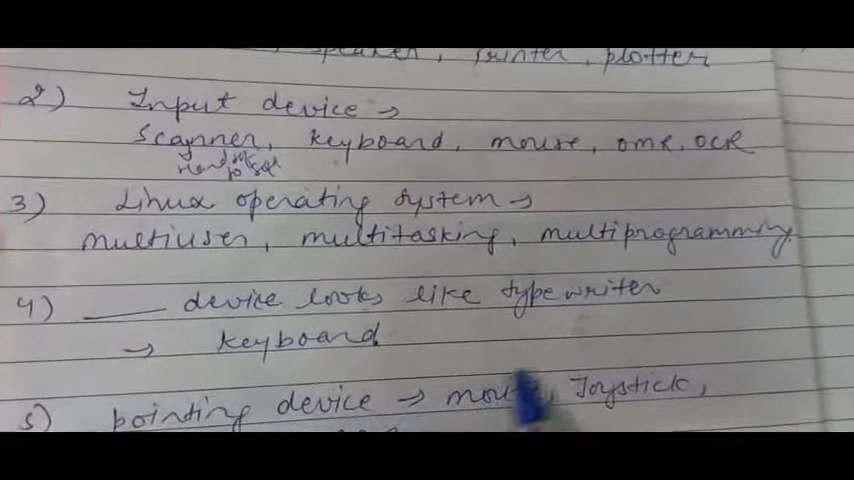 speaker, Printer, plotter
2) Input device →
Scanner, keyboard, mouse, OMR, OCR
3) Linux operating system →
multiuser, multitasking, multiprogramming
4) ____ device looks like typewriter
→ keyboard
5) pointing device → mouse, Joystick,